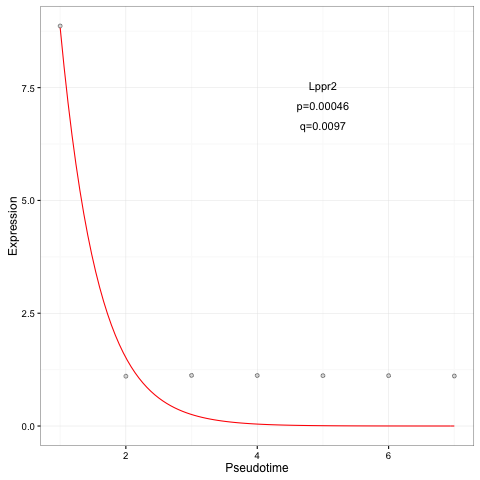 Lppr2
p=0.00046
q=0.0097
7.5
5.0
2.5
0.0
Expression
2 4 6
Pseudotime